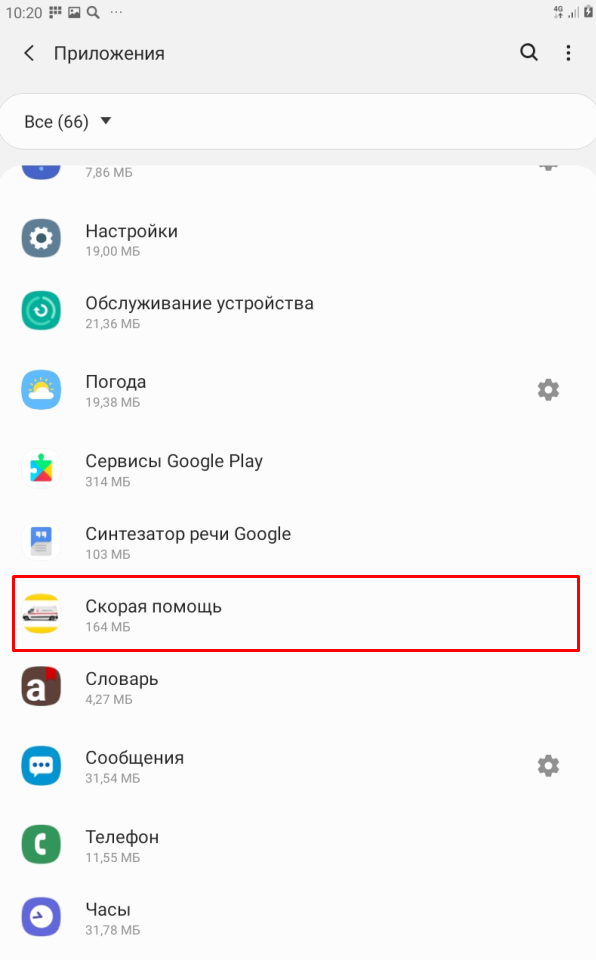 10:20
4G
Приложения
Все (66)
7,86 МБ
Настройки
19,00 МБ
Обслуживание устройства
21,36 МБ
Погода
19,38 МБ
Сервисы Google Play
314 МБ
Синтезатор речи Google
103 МБ
Скорая помощь
164 МБ
a
Словарь
4,27 МБ
Сообщения
31,54 МБ
Телефон
11,55 МБ
Часы
31,78 МБ